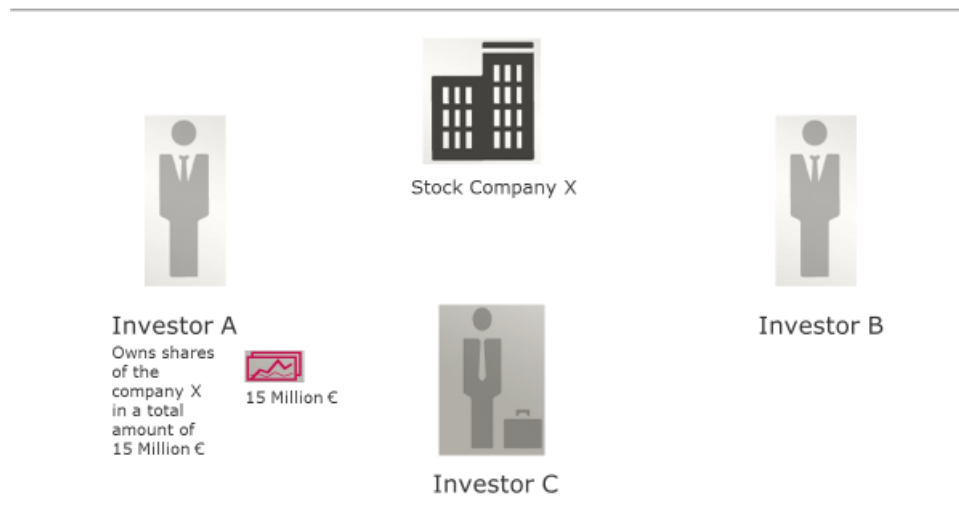 Stock Company X
Investor A
Owns shares
of the
company X
in a total
amount of
15 Million €
15 Million €
Investor B
Investor C